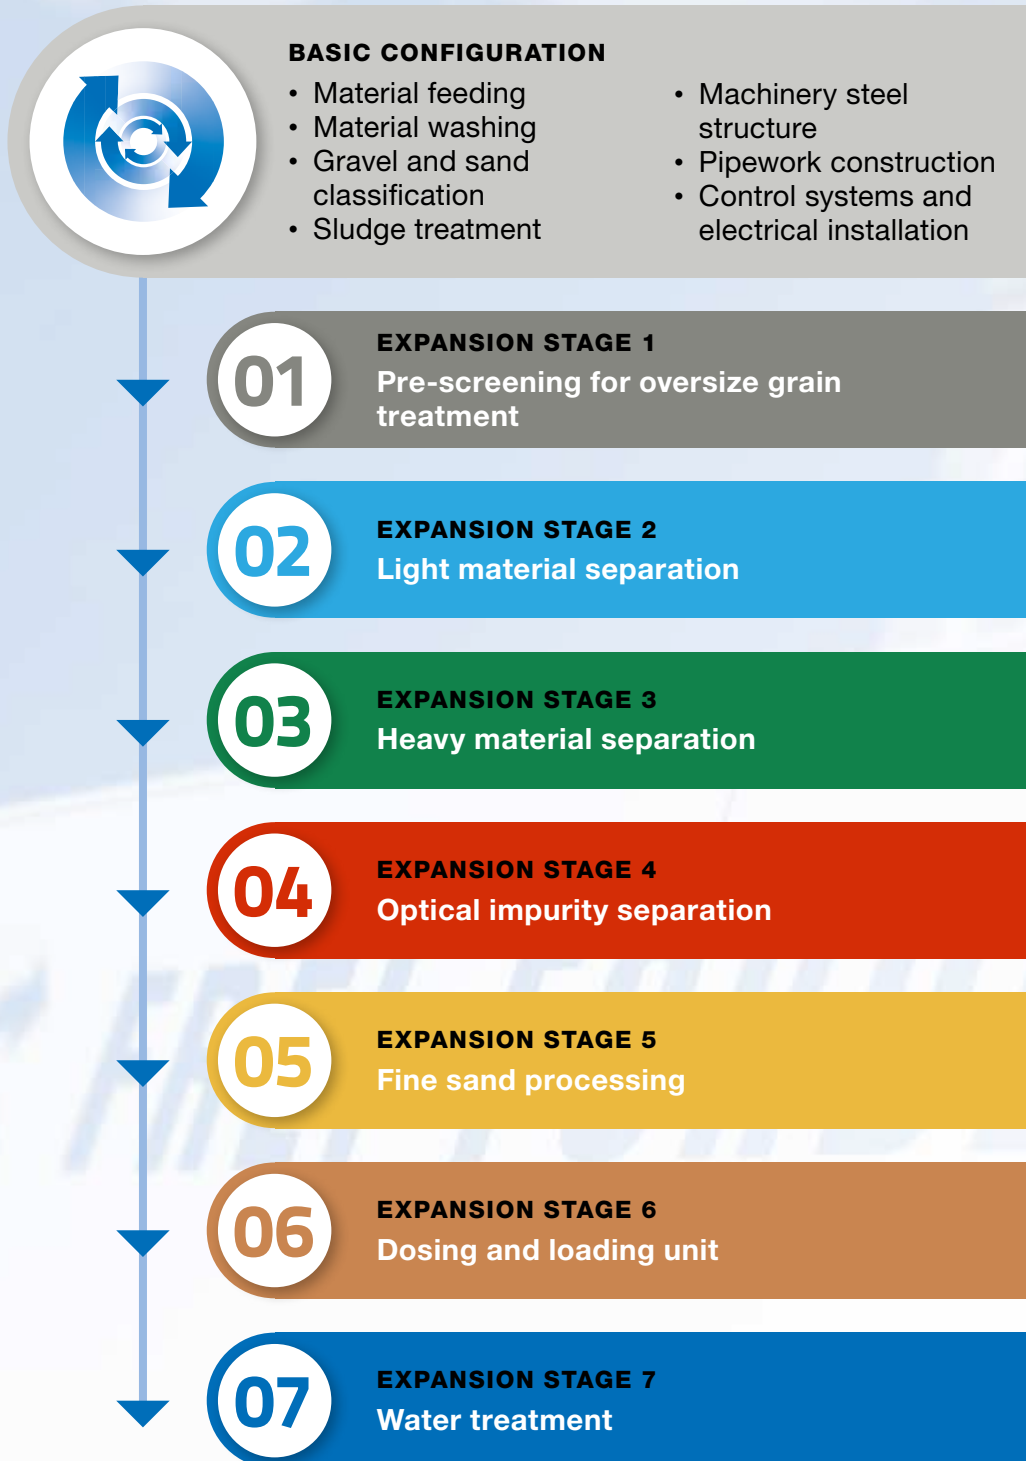 BASIC CONFIGURATION
• Material feeding
• Material washing
• Gravel and sand
classification
• Sludge treatment
• Machinery steel
structure
• Pipework construction
• Control systems and
electrical installation
01
EXPANSION STAGE 1
Pre-screening for oversize grain
treatment
02
EXPANSION STAGE 2
Light material separation
03
EXPANSION STAGE 3
Heavy material separation
04
EXPANSION STAGE 4
Optical impurity separation
05
EXPANSION STAGE 5
Fine sand processing
06
EXPANSION STAGE 6
Dosing and loading unit
07
EXPANSION STAGE 7
Water treatment